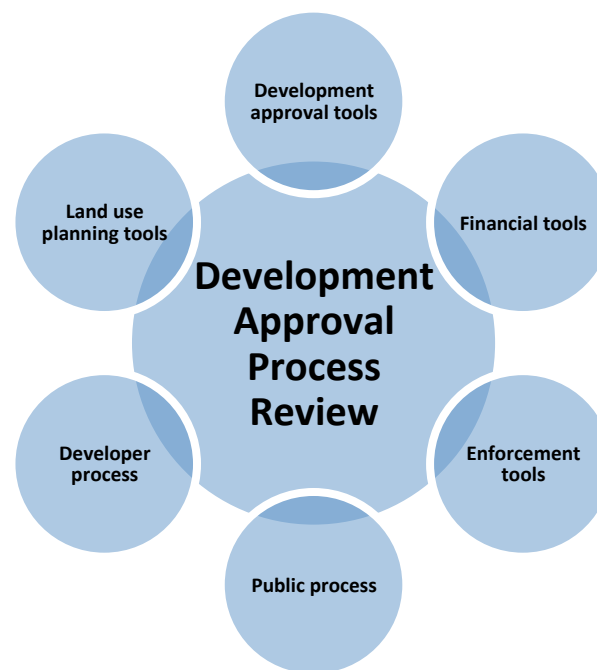 Development
approval tools
Land use
planning tools
Financial tools
Development
Approval
Process
Review
Developer
process
Enforcement
tools
Public process